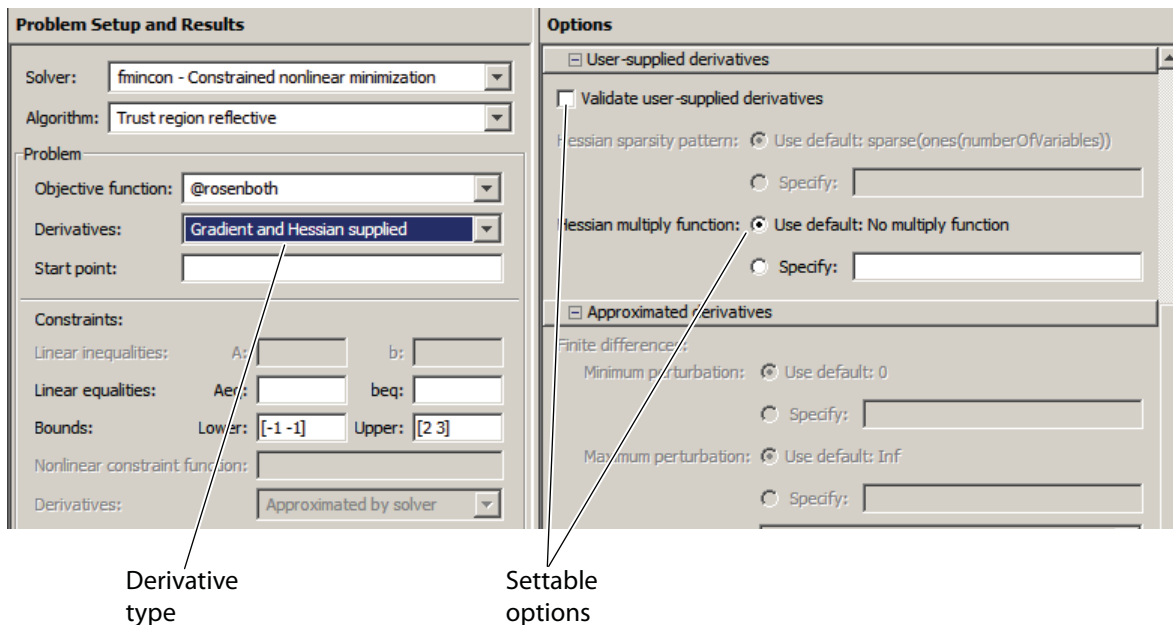 Problem Setup and Results
Solver: fmincon - Constrained nonlinear minimization
Algorithm: Trust region reflective
Problem
Objective function: @rosenboth
Derivatives: Gradient and Hessian supplied
Start point:
Constraints:
Linear inequalities: A: b:
Linear equalities: Aeq: beq:
Bounds: Lower: [-1 -1] Upper: [2 3]
Nonlinear constraint function:
Derivatives: Approximated by solver
Options
User-supplied derivatives
Validate user-supplied derivatives
Hessian sparsity pattern: Use default: sparse(ones(numberOfVariables))
Specify:
Hessian multiply function: Use default: No multiply function
Specify:
Approximated derivatives
Finite differences:
Minimum perturbation: Use default: 0
Specify:
Maximum perturbation: Use default: Inf
Specify:
Derivative
type
Settable
options